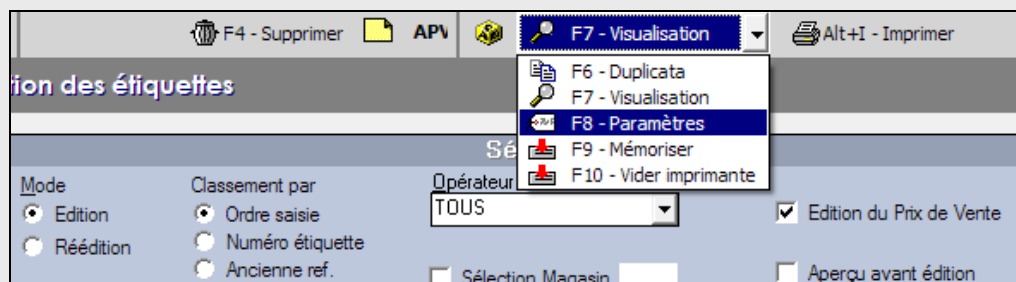 F4 - Supprimer APV F7 - Visualisation Alt+I - Imprimer
tion des étiquettes
F6 - Duplicata
F7 - Visualisation
F8 - Paramètres
F9 - Mémoriser
F10 - Vider imprimante
Sé
Mode
Edition
Réédition
Classement par
Ordre saisie
Numéro étiquette
Ancienne ref.
Opérateur
TOUS
Sélection Magasin
Edition du Prix de Vente
Aperçu avant édition